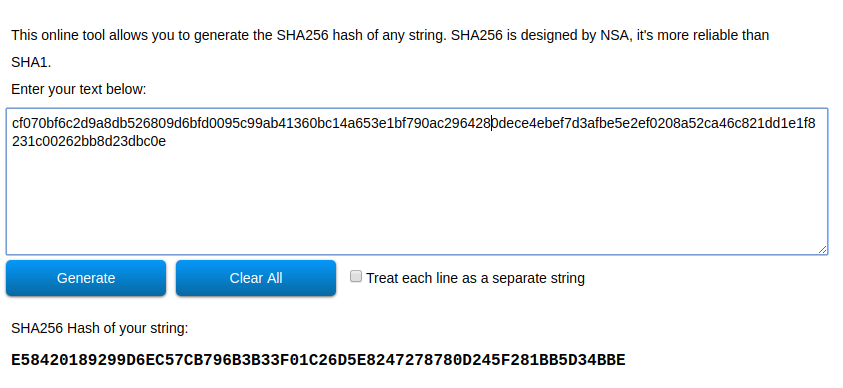 This online tool allows you to generate the SHA256 hash of any string. SHA256 is designed by NSA, it's more reliable than
SHA1.
Enter your text below:
cf070bf6c2d9a8db526809d6bfd0095c99ab41360bc14a653e1bf790ac2964280dece4ebef7d3afbe5e2ef0208a52ca46c821dd1e1f8
231c00262bb8d23dbc0e
Generate Clear All Treat each line as a separate string
SHA256 Hash of your string:
E58420189299D6EC57CB796B3B33F01C26D5E8247278780D245F281BB5D34BBE